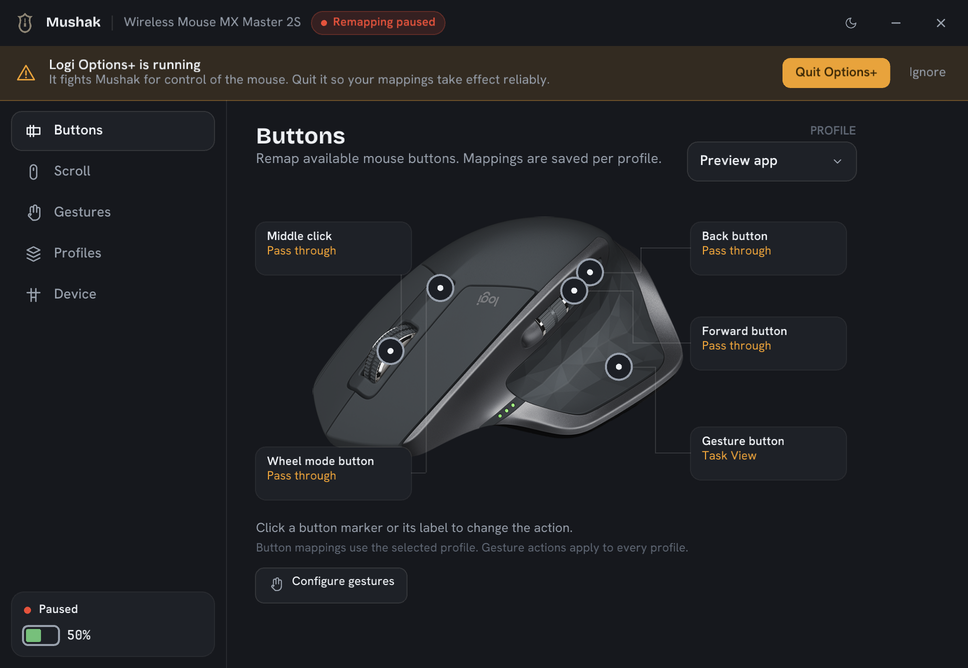 Mushak
Wireless Mouse MX Master 2S
Remapping paused
Logi Options+ is running
It fights Mushak for control of the mouse. Quit it so your mappings take effect reliably.
Quit Options+
Ignore
Buttons
Scroll
Gestures
Profiles
Device
Paused
50%
Buttons
Remap available mouse buttons. Mappings are saved per profile.
PROFILE
Preview app
Middle click
Pass through
Back button
Pass through
logi
Forward button
Pass through
Gesture button
Task View
Wheel mode button
Pass through
Click a button marker or its label to change the action.
Button mappings use the selected profile. Gesture actions apply to every profile.
Configure gestures